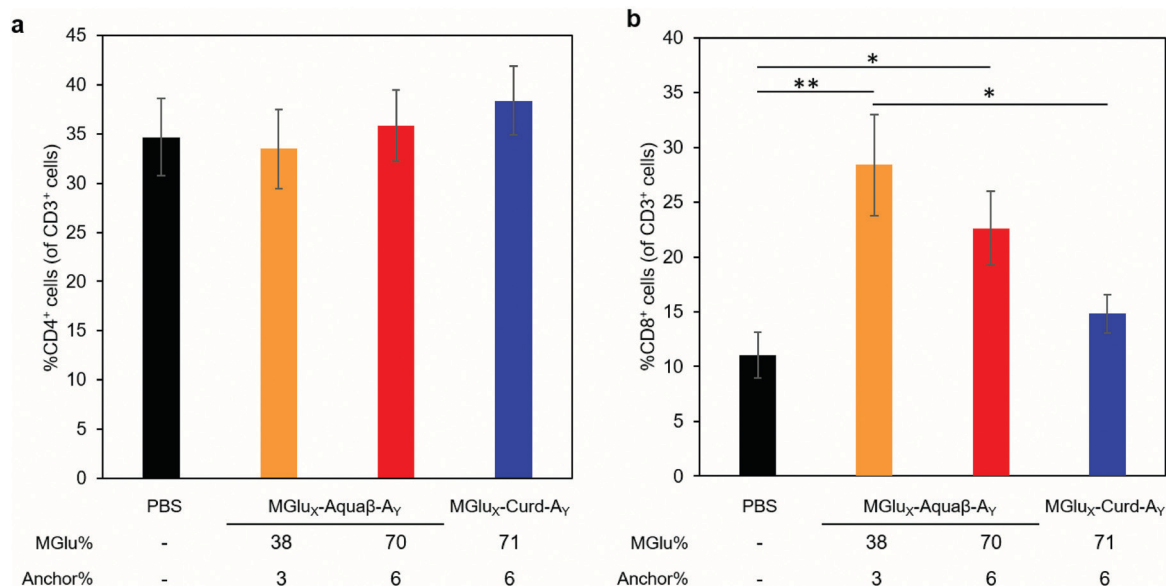 a
%CD4⁺ cells (of CD3⁺ cells)
45
40
35
30
25
20
15
10
5
0
PBS MGluX-Aquaβ-AY MGluX-Curd-AY
MGlu% - 38 70 71
Anchor% - 3 6 6
b
%CD8⁺ cells (of CD3⁺ cells)
40
35
30
25
20
15
10
5
0
*
**
*
PBS MGluX-Aquaβ-AY MGluX-Curd-AY
MGlu% - 38 70 71
Anchor% - 3 6 6